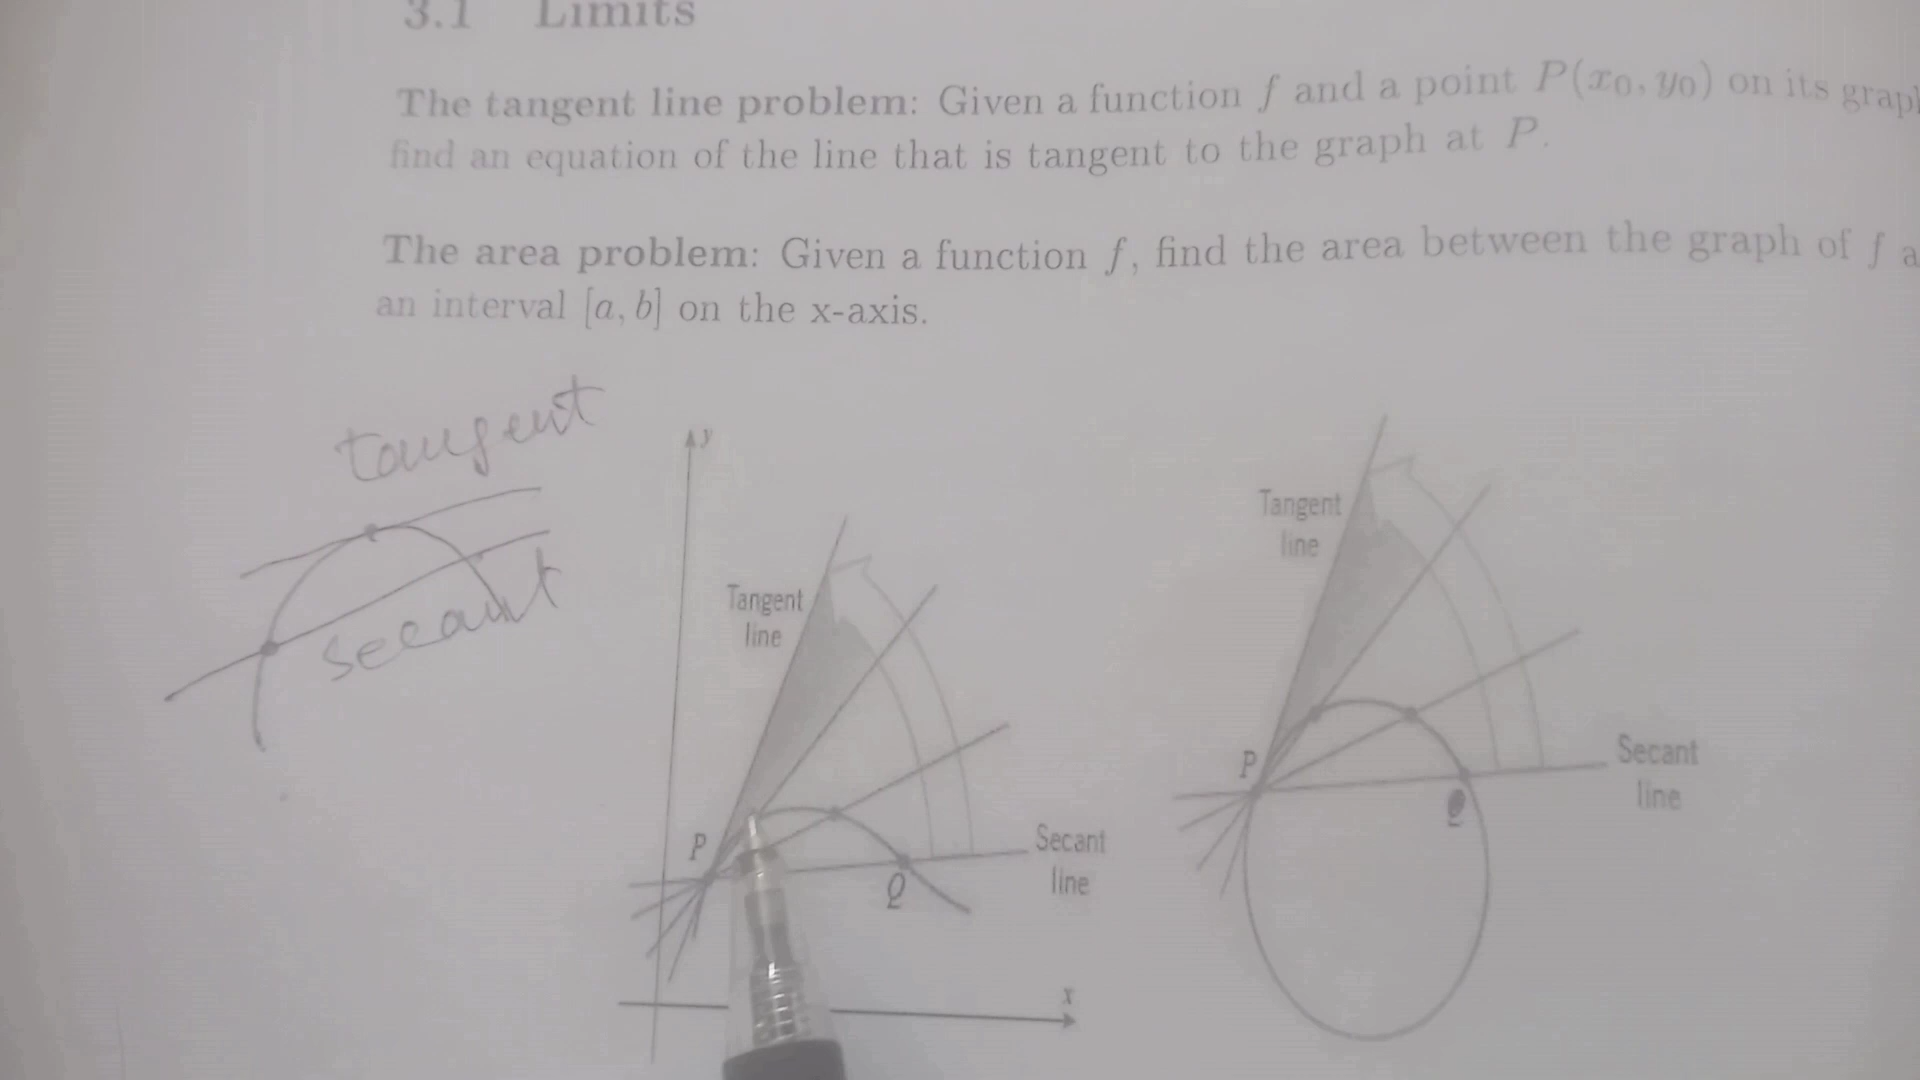 3.1 Limits
The tangent line problem: Given a function f and a point P(x₀, y₀) on its grap
find an equation of the line that is tangent to the graph at P.
The area problem: Given a function f, find the area between the graph of f a
an interval [a, b] on the x-axis.
tangent
secant
y
Tangent
line
P
Q
Secant
line
x
Tangent
line
P
Q
Secant
line